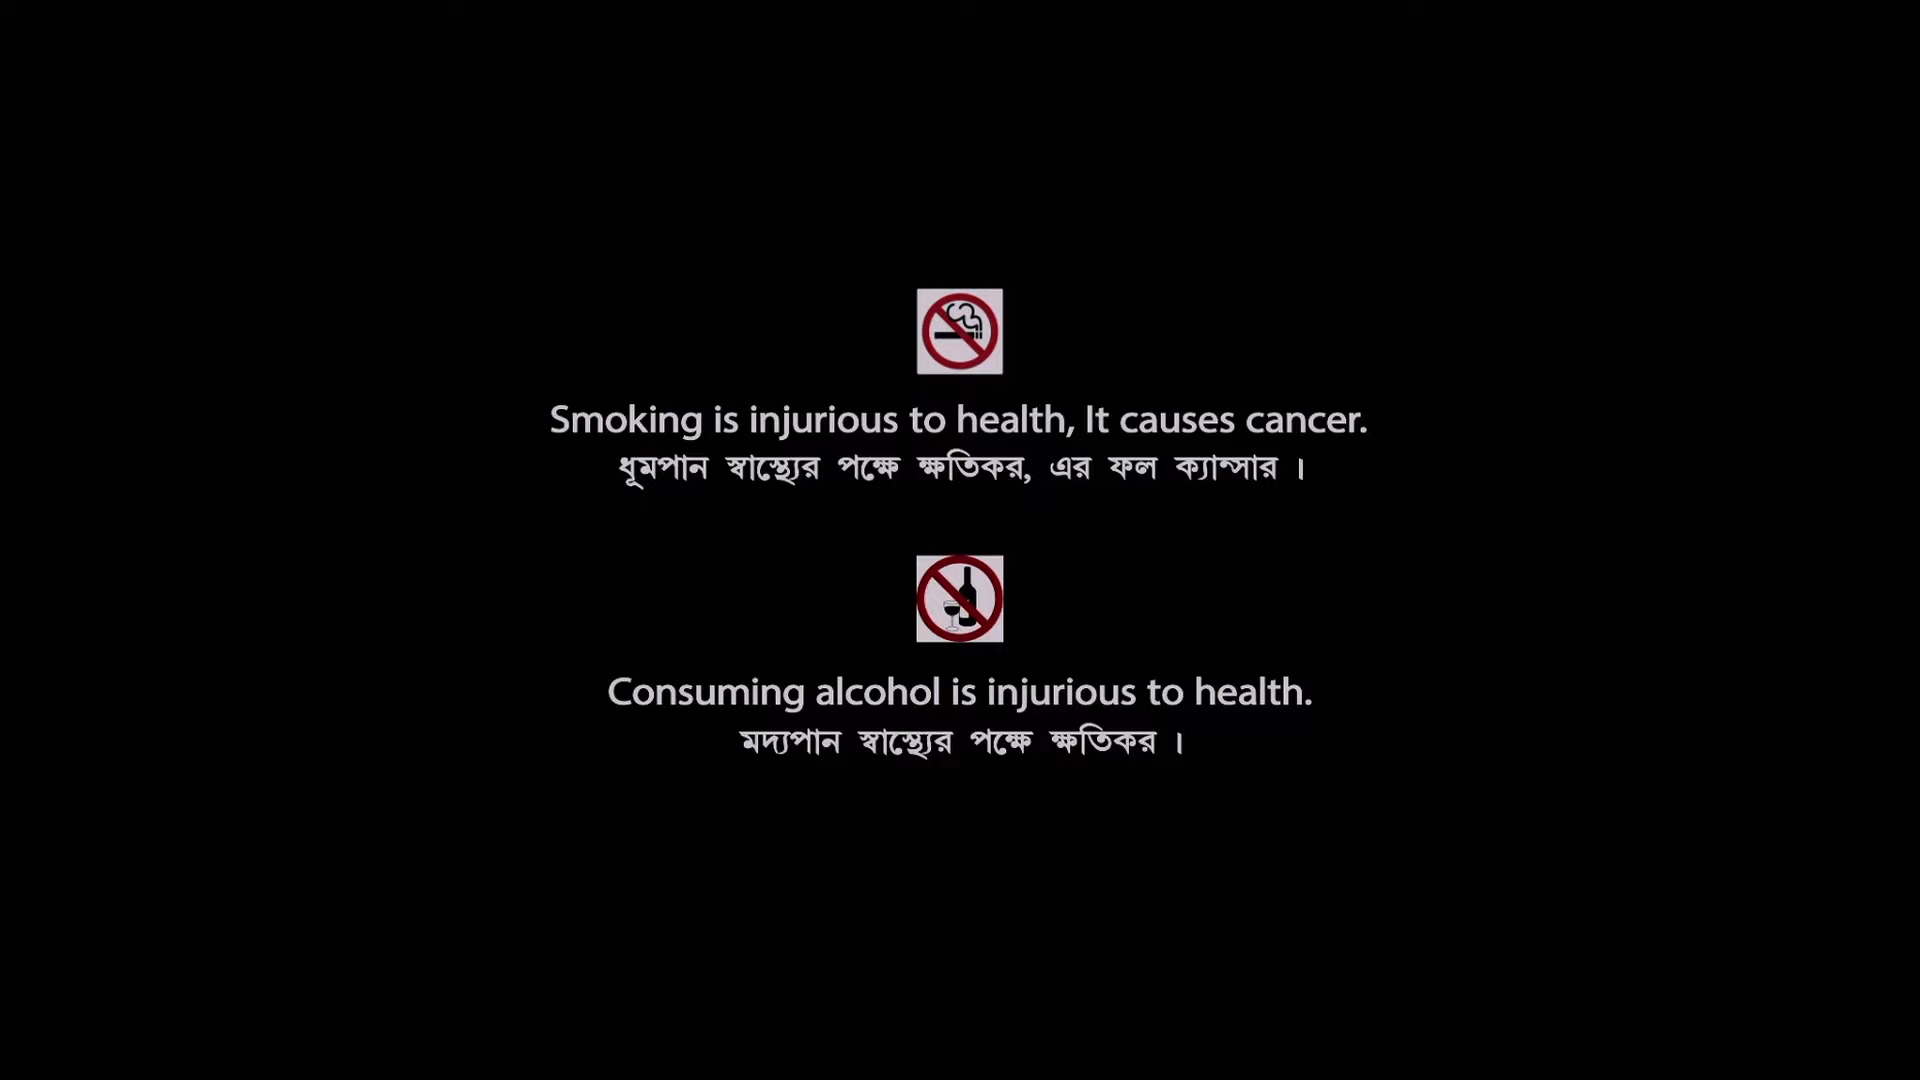 Smoking is injurious to health, It causes cancer.
ধূমপান স্বাস্থ্যের পক্ষে ক্ষতিকর, এর ফল ক্যান্সার ।
Consuming alcohol is injurious to health.
মদ্যপান স্বাস্থ্যের পক্ষে ক্ষতিকর ।